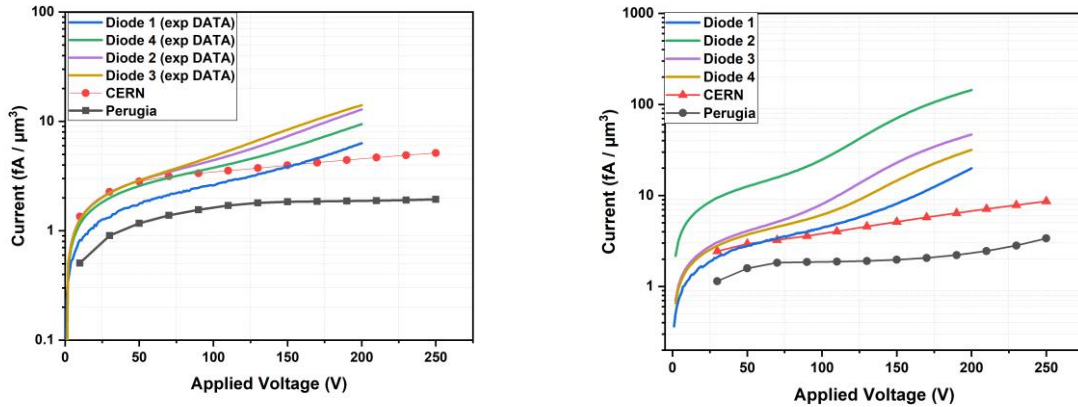 100
10
1
0.1
Current (fA / μm³)
Diode 1 (exp DATA)
Diode 4 (exp DATA)
Diode 2 (exp DATA)
Diode 3 (exp DATA)
CERN
Perugia
0 50 100 150 200 250
Applied Voltage (V)
1000
100
10
1
Current (fA / μm³)
Diode 1
Diode 2
Diode 3
Diode 4
CERN
Perugia
0 50 100 150 200 250
Applied Voltage (V)